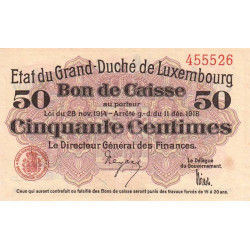 455526
Etat du Grand-Duché de Luxembourg
50 Bon de Caisse 50
au porteur
Loi du 28 nov. 1914 - Arrêté g.-d. du 11 déc. 1918
Cinquante Centimes
Le Directeur Général des Finances.
Le Délégué
du Gouvernement.
Ceux qui auront contrefait ou falsifié des Bons de caisse seront punis des travaux forcés de 15 à 20 ans.